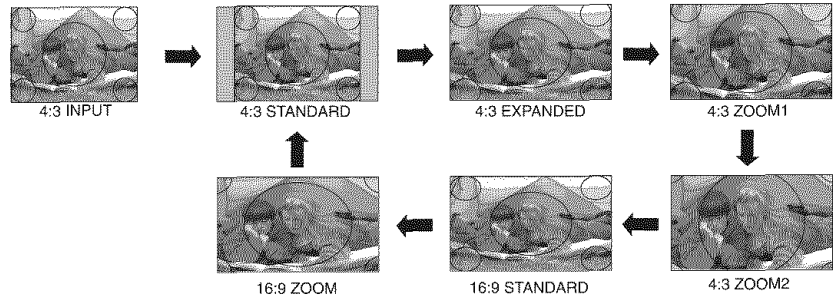 4:3 INPUT
4:3 STANDARD
4:3 EXPANDED
4:3 ZOOM1
16:9 ZOOM
16:9 STANDARD
4:3 ZOOM2